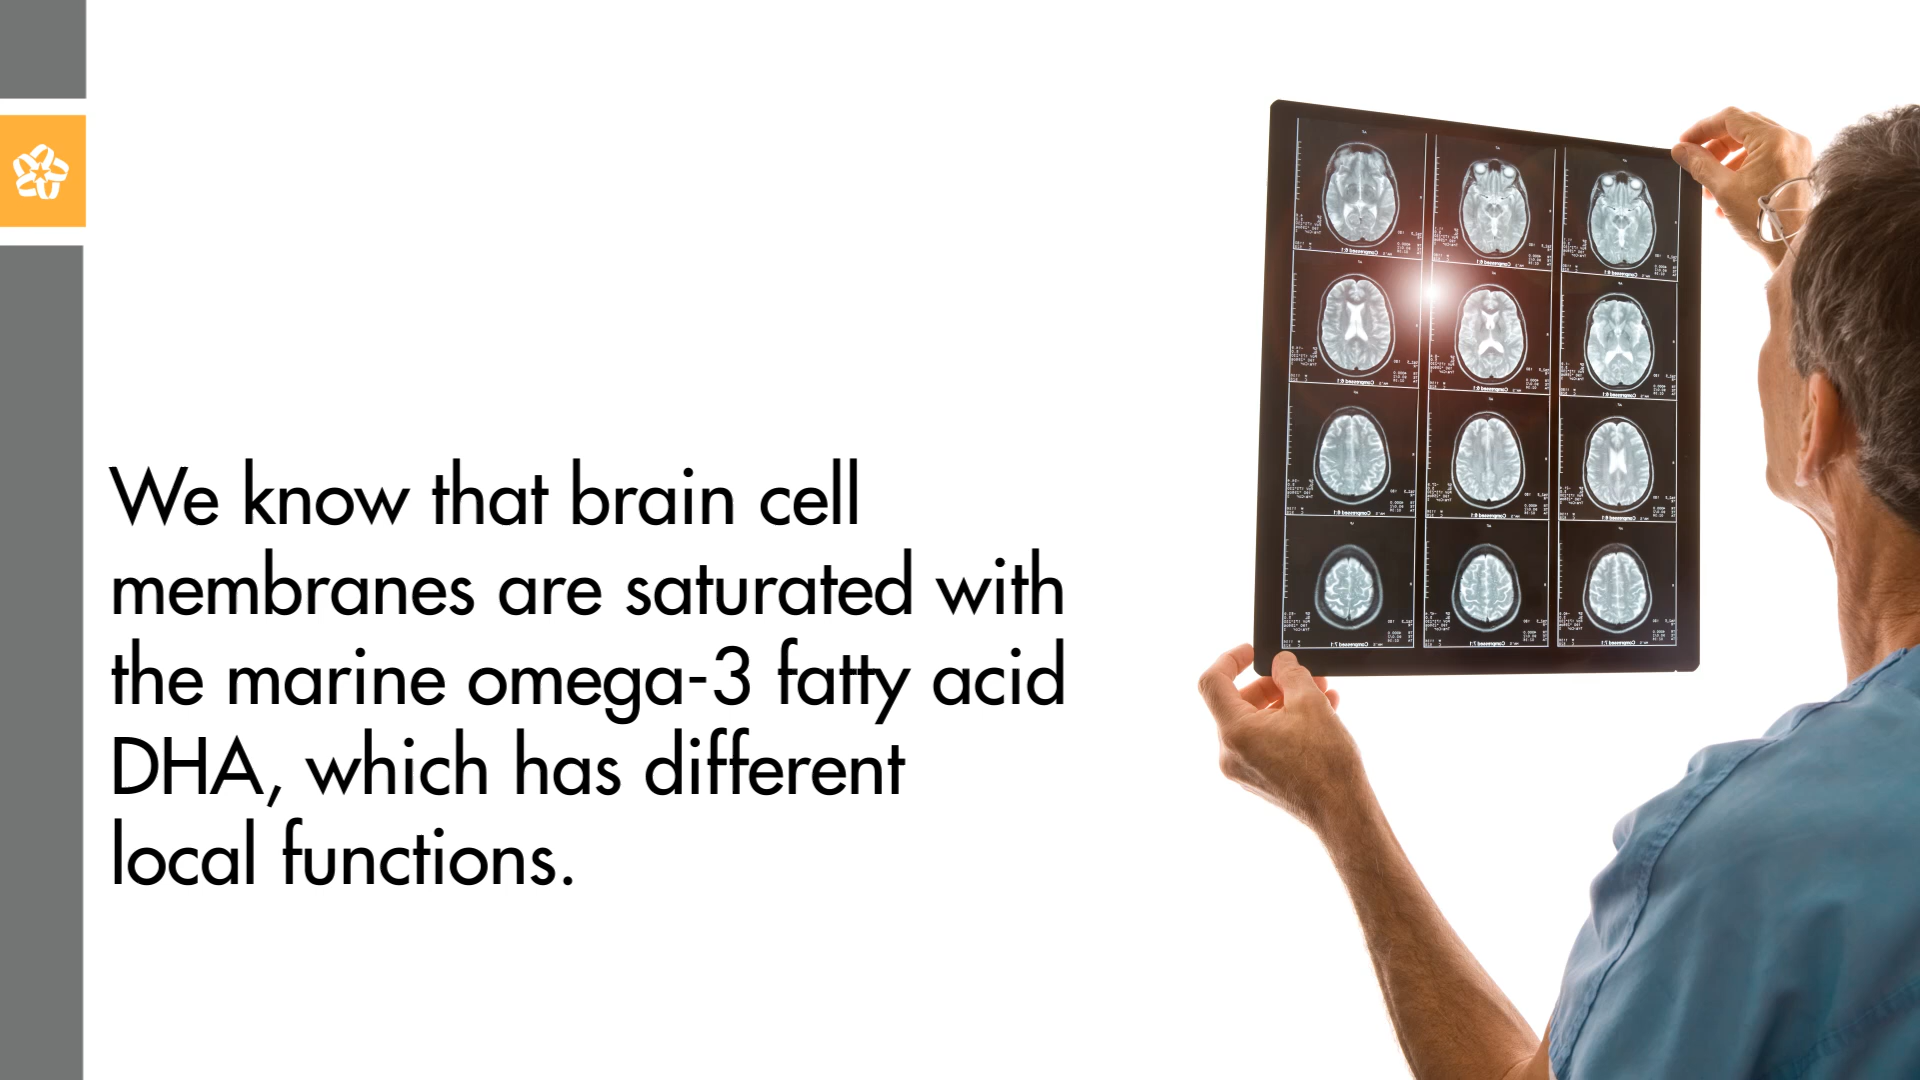 We know that brain cell
membranes are saturated with
the marine omega-3 fatty acid
DHA, which has different
local functions.